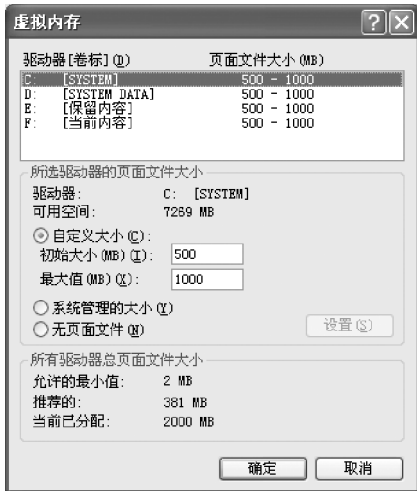 虚拟内存
驱动器[卷标](D) 页面文件大小(MB)
C: [SYSTEM] 500 - 1000
D: [SYSTEM DATA] 500 - 1000
E: [保留内容] 500 - 1000
F: [当前内容] 500 - 1000
所选驱动器的页面文件大小
驱动器: C: [SYSTEM]
可用空间: 7269 MB
自定义大小(C):
初始大小(MB)(I): 500
最大值(MB)(X): 1000
系统管理的大小(Y)
无页面文件(N) 设置(S)
所有驱动器总页面文件大小
允许的最小值: 2 MB
推荐的: 381 MB
当前已分配: 2000 MB
确定 取消